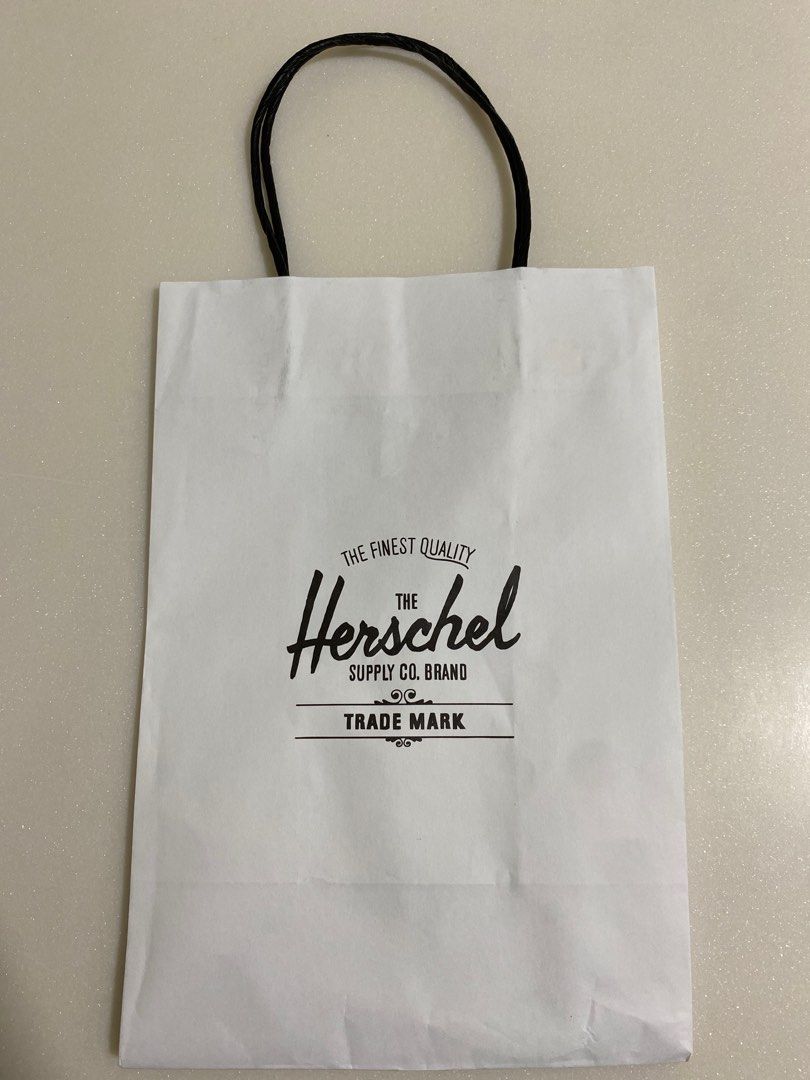 THE FINEST QUALITY
THE
Herschel
SUPPLY CO. BRAND
TRADE MARK